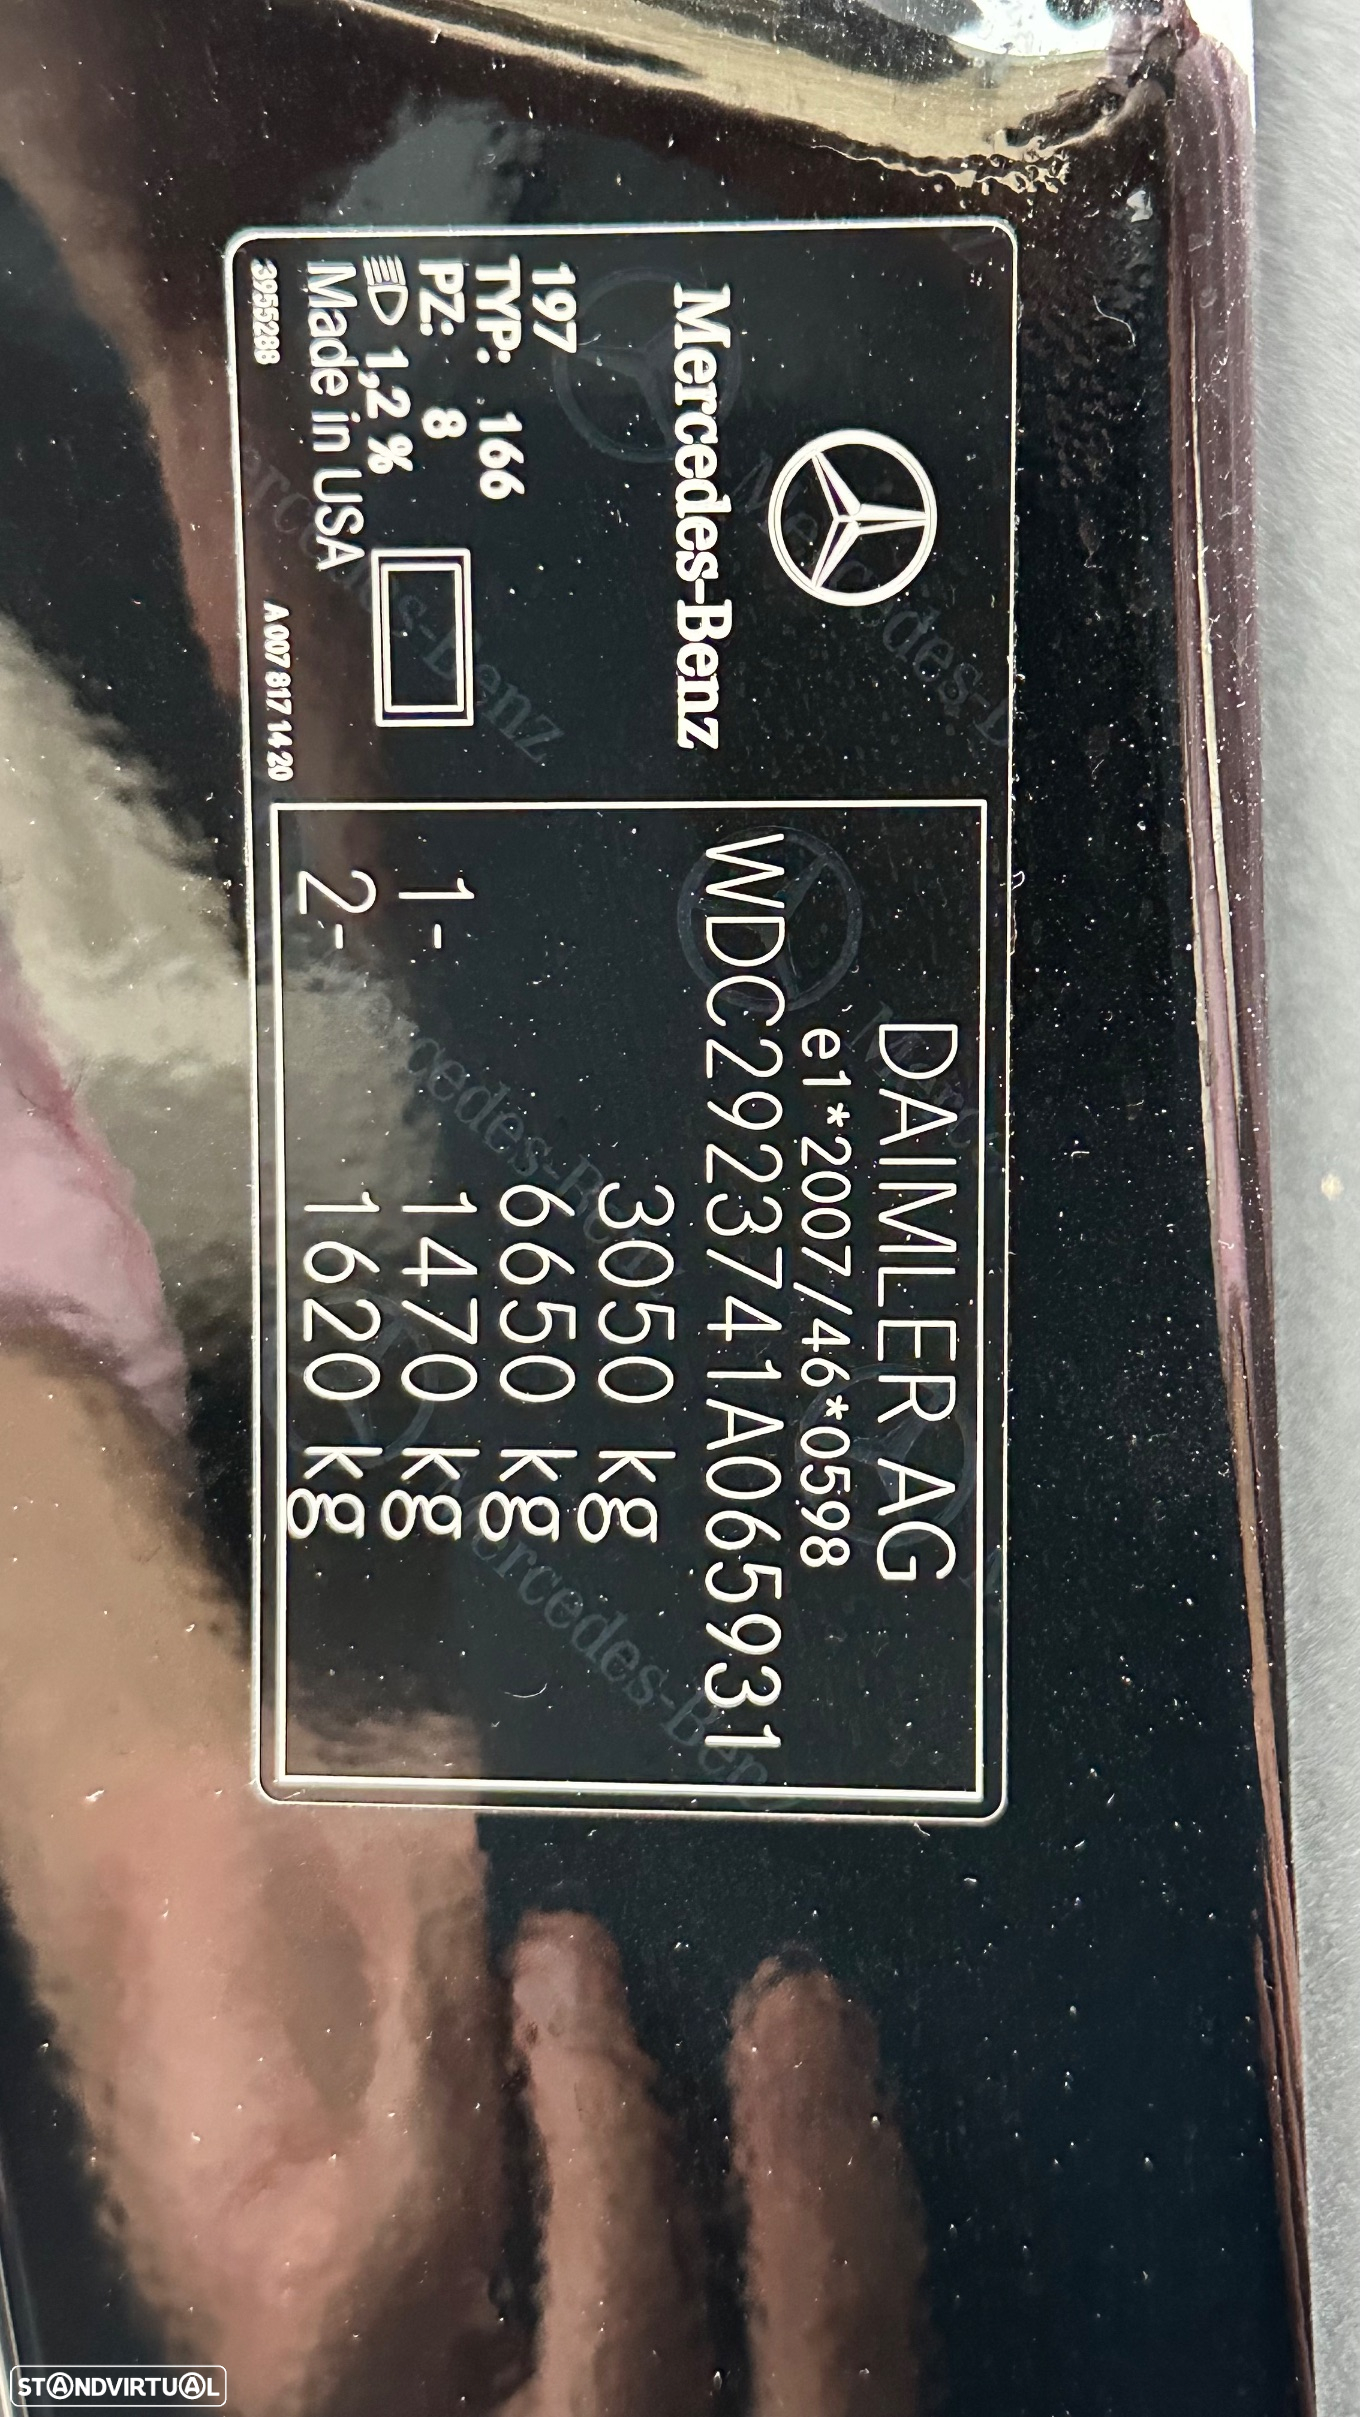 Mercedes-Benz
197
TYP: 166
PZ: 8
1,2 %
Made in USA
3955288
A 007 817 14 20
DAIMLER AG
e1*2007/46*0598
WDC2923741A065931
3050 kg
6650 kg
1- 1470 kg
2- 1620 kg
STANDVIRTUAL